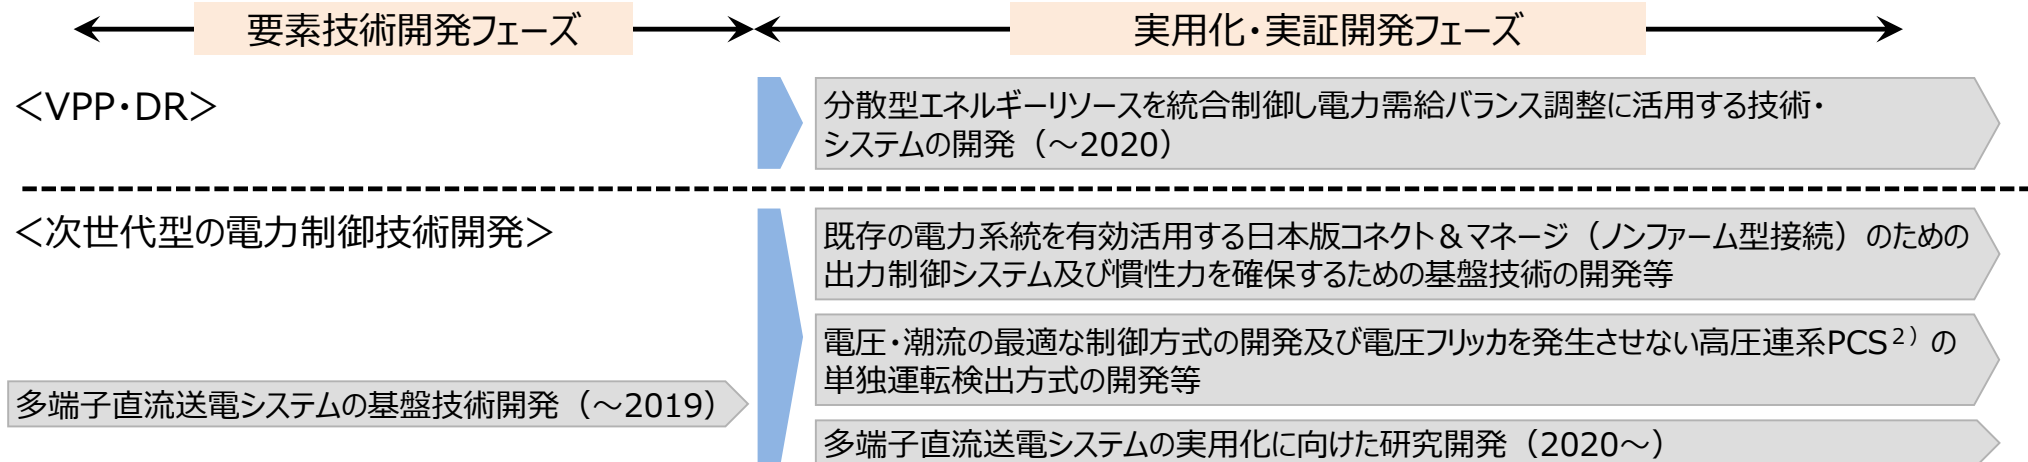 要素技術開発フェーズ
実用化・実証開発フェーズ
＜VPP・DR＞
分散型エネルギーリソースを統合制御し電力需給バランス調整に活用する技術・
システムの開発（～2020）
＜次世代型の電力制御技術開発＞
既存の電力系統を有効活用する日本版コネクト＆マネージ（ノンファーム型接続）のための
出力制御システム及び慣性力を確保するための基盤技術の開発等
電圧・潮流の最適な制御方式の開発及び電圧フリッカを発生させない高圧連系PCS²⁾の
単独運転検出方式の開発等
多端子直流送電システムの基盤技術開発（～2019）
多端子直流送電システムの実用化に向けた研究開発（2020～）